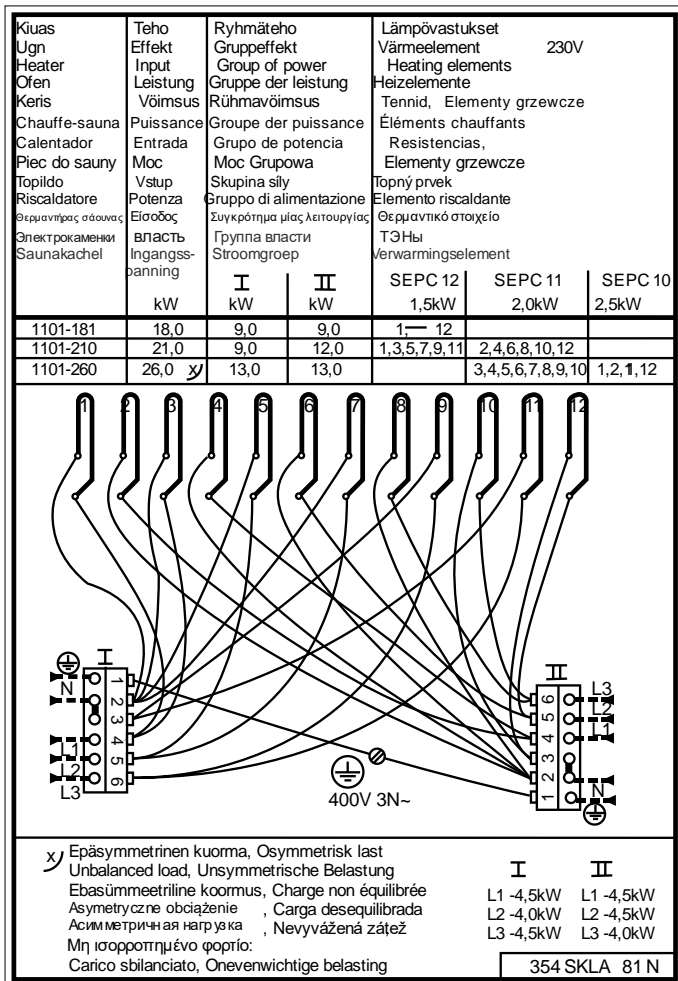 Kiuas Teho Ryhmäteho Lämpövastukset
Ugn Effekt Gruppeffekt Värmeelement 230V
Heater Input Group of power Heating elements
Ofen Leistung Gruppe der leistung Heizelemente
Keris Vöimsus Rühmavöimsus Tennid, Elementy grzewcze
Chauffe-sauna Puissance Groupe der puissance Éléments chauffants
Calentador Entrada Grupo de potencia Resistencias,
Piec do sauny Moc Moc Grupowa Elementy grzewcze
Topildo Vstup Skupina síly Topný prvek
Riscaldatore Potenza Gruppo di alimentazione Elemento riscaldante
Θερμαντήρας σάουνας Είσοδος Συγκρότημα μίας λειτουργίας Θερμαντικό στοιχείο
Электрокаменки власть Группа власти ТЭНы
Saunakachel Ingangss- Stroomgroep Verwarmingselement
panning
I II SEPC 12 SEPC 11 SEPC 10
kW kW kW 1,5kW 2,0kW 2,5kW
1101-181 18,0 9,0 9,0 1, — 12
1101-210 21,0 9,0 12,0 1,3,5,7,9,11 2,4,6,8,10,12
1101-260 26,0 x) 13,0 13,0 3,4,5,6,7,8,9,10 1,2,1,12
1 2 3 4 5 6 7 8 9 10 11 12
I II
N L1 L2 L3
1 2 3 4 5 6
400V 3N~
6 5 4 3 2 1
L3 L2 L1 N
x) Epäsymmetrinen kuorma, Osymmetrisk last
Unbalanced load, Unsymmetrische Belastung
Ebasümmeetriline koormus, Charge non équilibrée
Asymetryczne obciążenie , Carga desequilibrada
Асимметричная нагрузка , Nevyvážená zátež
Μη ισορροπημένο φορτίο:
Carico sbilanciato, Onevenwichtige belasting
I II
L1 -4,5kW L1 -4,5kW
L2 -4,0kW L2 -4,5kW
L3 -4,5kW L3 -4,0kW
354 SKLA 81 N